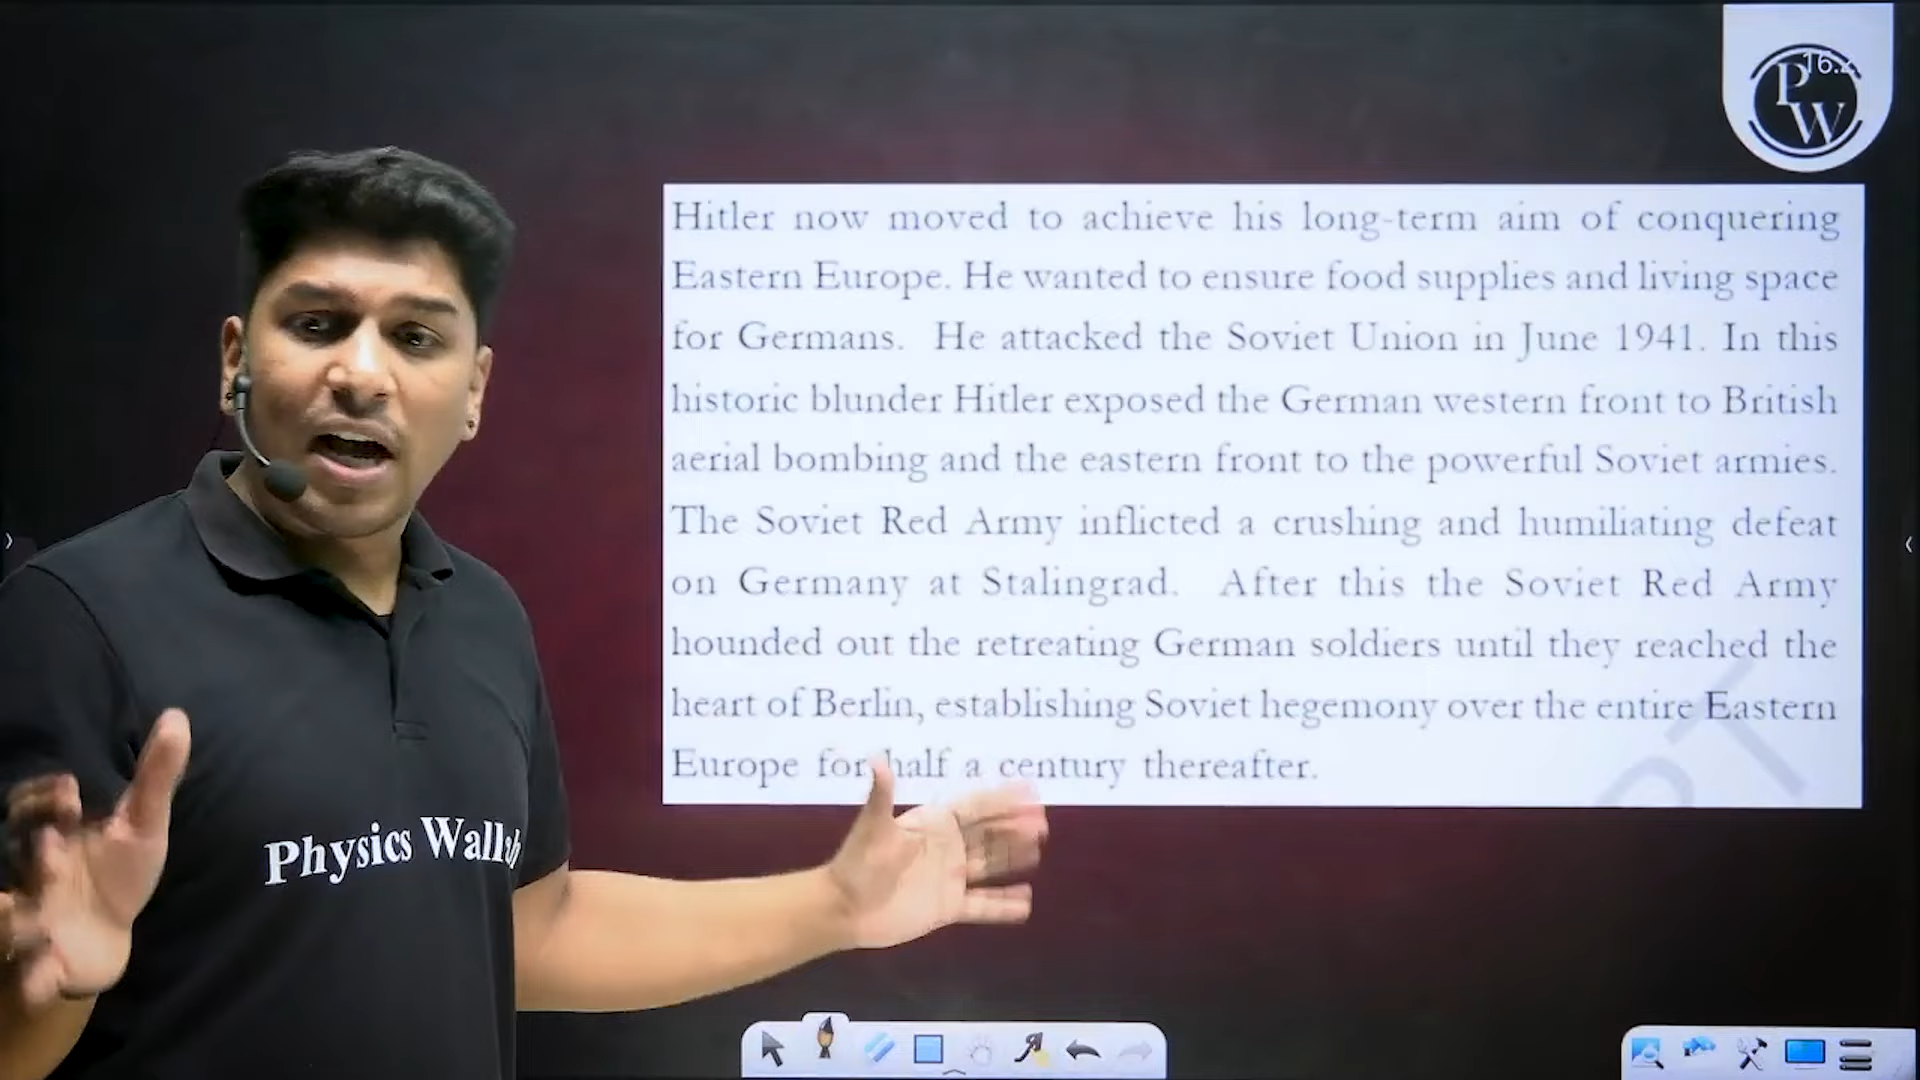 16.
PW
Hitler now moved to achieve his long-term aim of conquering
Eastern Europe. He wanted to ensure food supplies and living space
for Germans. He attacked the Soviet Union in June 1941. In this
historic blunder Hitler exposed the German western front to British
aerial bombing and the eastern front to the powerful Soviet armies.
The Soviet Red Army inflicted a crushing and humiliating defeat
on Germany at Stalingrad. After this the Soviet Red Army
hounded out the retreating German soldiers until they reached the
heart of Berlin, establishing Soviet hegemony over the entire Eastern
Europe for half a century thereafter.
Physics Wallah